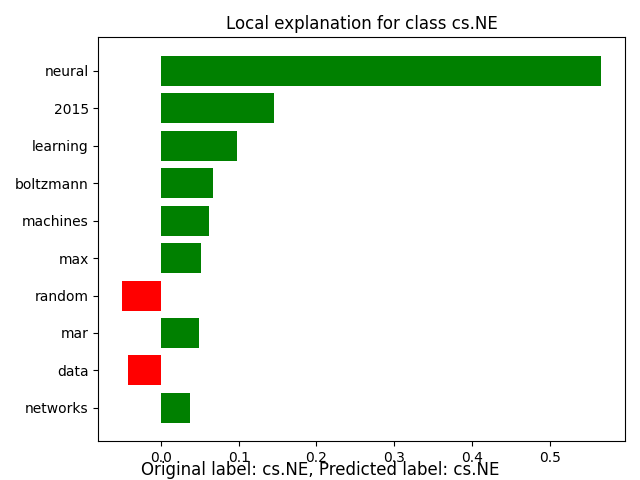 Local explanation for class cs.NE
neural
2015
learning
boltzmann
machines
max
random
mar
data
networks
0.0 0.1 0.2 0.3 0.4 0.5
Original label: cs.NE, Predicted label: cs.NE